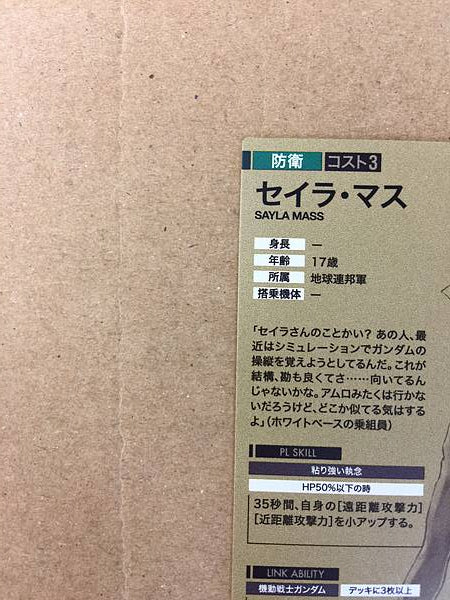 防衛 コスト3
セイラ・マス
SAYLA MASS
身長 ー
年齢 17歳
所属 地球連邦軍
搭乗機体 ー
「セイラさんのことかい? あの人、最
近はシミュレーションでガンダムの
操縦を覚えようとしてるんだ。これが
結構、勘も良くてさ……向いてるん
じゃないかな。アムロみたくは行かな
いだろうけど、どこか似てる気はする
よ」(ホワイトベースの乗組員)
PL SKILL
粘り強い執念
HP50%以下の時
35秒間、自身の[遠距離攻撃力]
[近距離攻撃力]を小アップする。
LINK ABILITY
機動戦士ガンダム デッキに3枚以上